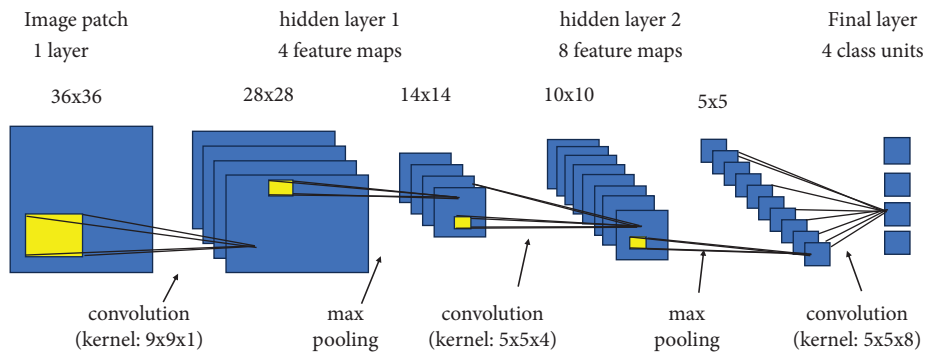 Image patch
1 layer
hidden layer 1
4 feature maps
hidden layer 2
8 feature maps
Final layer
4 class units
36x36
28x28
14x14
10x10
5x5
convolution
(kernel: 9x9x1)
max
pooling
convolution
(kernel: 5x5x4)
max
pooling
convolution
(kernel: 5x5x8)